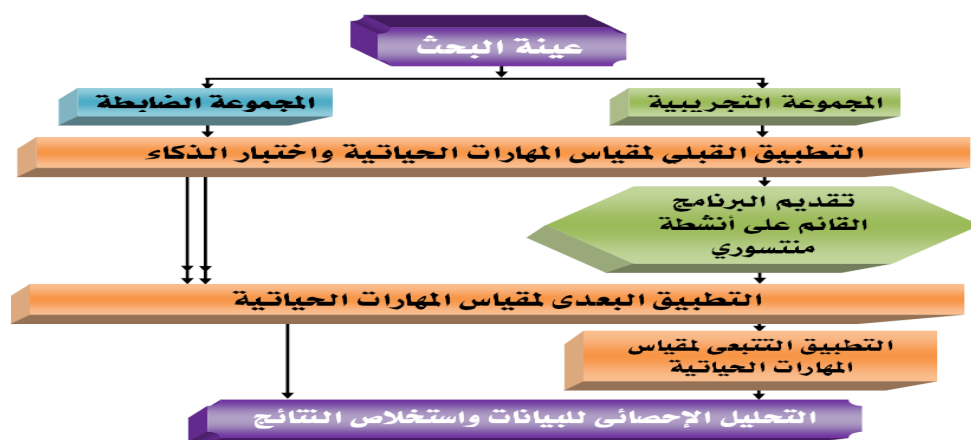 عينة البحث
المجموعة التجريبية
المجموعة الضابطة
التطبيق القبلي لمقياس المهارات الحياتية واختبار الذكاء
تقديم البرنامج
القائم على أنشطة
منتسوري
التطبيق البعدى لمقياس المهارات الحياتية
التطبيق التتبعى لمقياس
المهارات الحياتية
التحليل الإحصائى للبيانات واستخلاص النتائج